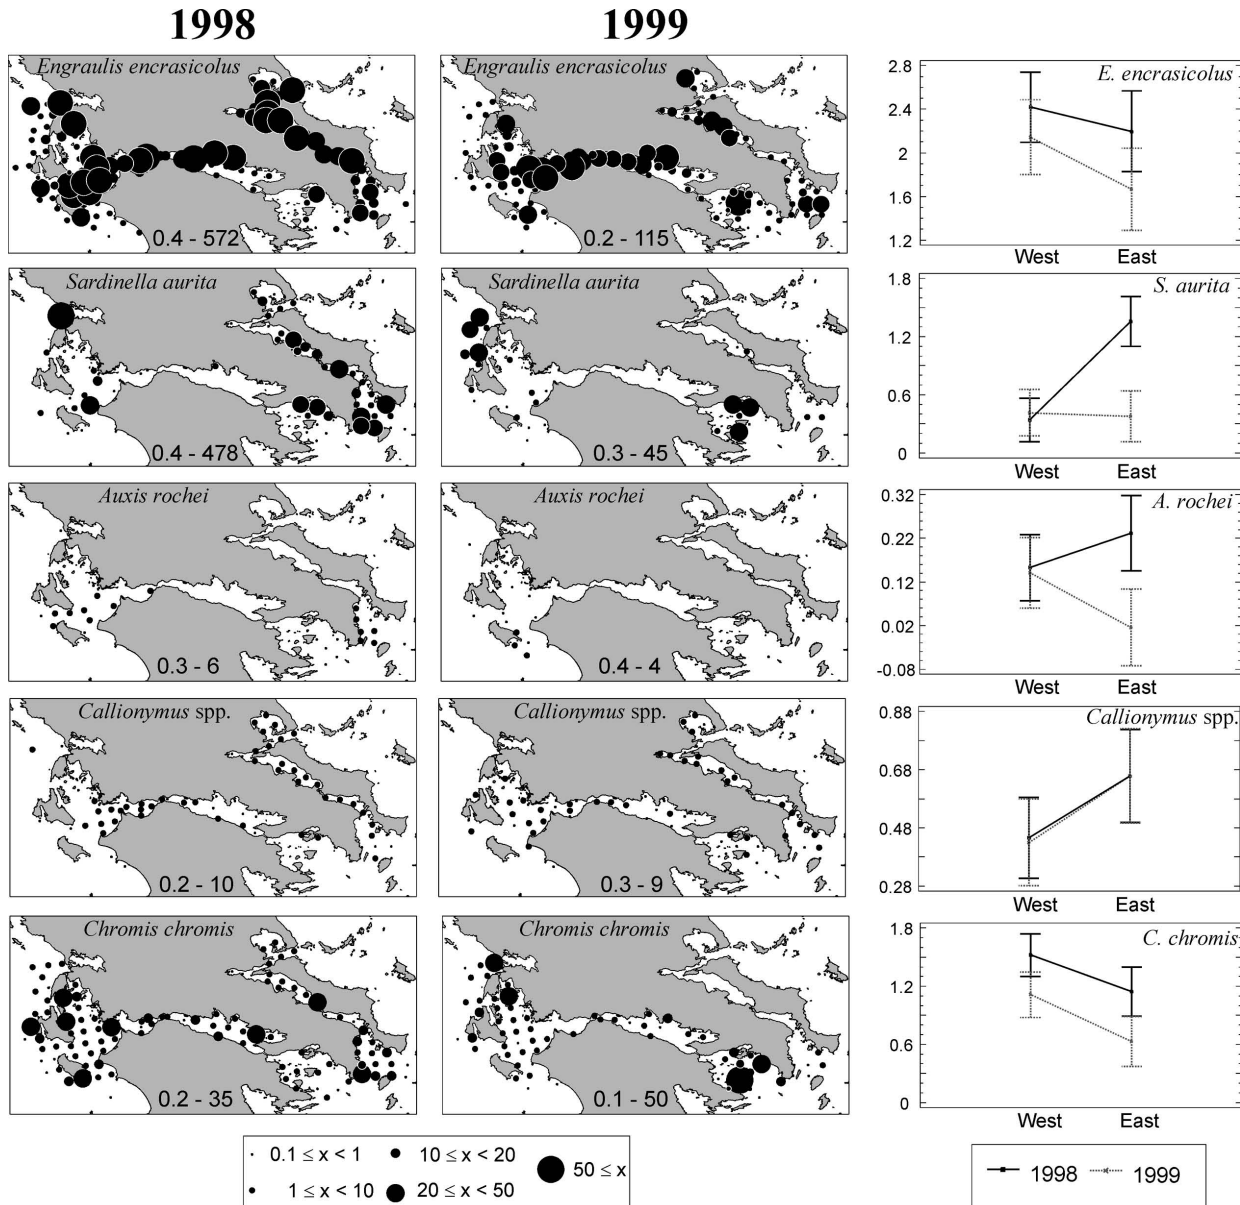 1998
1999
Engraulis encrasicolus
0.4 - 572
Engraulis encrasicolus
0.2 - 115
E. encrasicolus
2.8
2.4
2
1.6
1.2
West
East
Sardinella aurita
0.4 - 478
Sardinella aurita
0.3 - 45
S. aurita
1.8
1.2
0.6
0
West
East
Auxis rochei
0.3 - 6
Auxis rochei
0.4 - 4
A. rochei
0.32
0.22
0.12
0.02
-0.08
West
East
Callionymus spp.
0.2 - 10
Callionymus spp.
0.3 - 9
Callionymus spp.
0.88
0.68
0.48
0.28
West
East
Chromis chromis
0.2 - 35
Chromis chromis
0.1 - 50
C. chromis
1.8
1.2
0.6
0
West
East
0.1 ≤ x < 1
10 ≤ x < 20
50 ≤ x
1 ≤ x < 10
20 ≤ x < 50
1998
1999